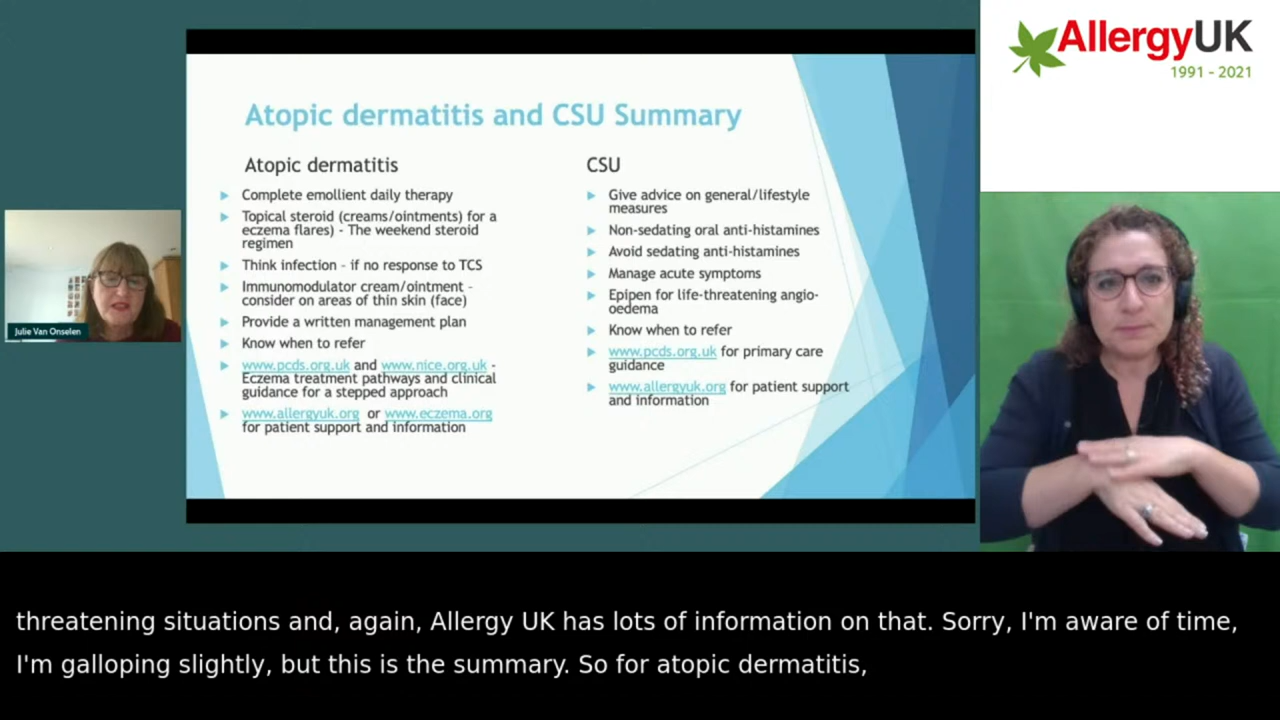 AllergyUK
1991 - 2021
Atopic dermatitis and CSU Summary
Atopic dermatitis
Complete emollient daily therapy
Topical steroid (creams/ointments) for a
eczema flares) - The weekend steroid
regimen
Think infection - if no response to TCS
Immunomodulator cream/ointment -
consider on areas of thin skin (face)
Provide a written management plan
Know when to refer
www.pcds.org.uk and www.nice.org.uk -
Eczema treatment pathways and clinical
guidance for a stepped approach
www.allergyuk.org or www.eczema.org
for patient support and information
CSU
Give advice on general/lifestyle
measures
Non-sedating oral anti-histamines
Avoid sedating anti-histamines
Manage acute symptoms
Epipen for life-threatening angio-
oedema
Know when to refer
www.pcds.org.uk for primary care
guidance
www.allergyuk.org for patient support
and information
Julie Van Onselen
threatening situations and, again, Allergy UK has lots of information on that. Sorry, I'm aware of time,
I'm galloping slightly, but this is the summary. So for atopic dermatitis,